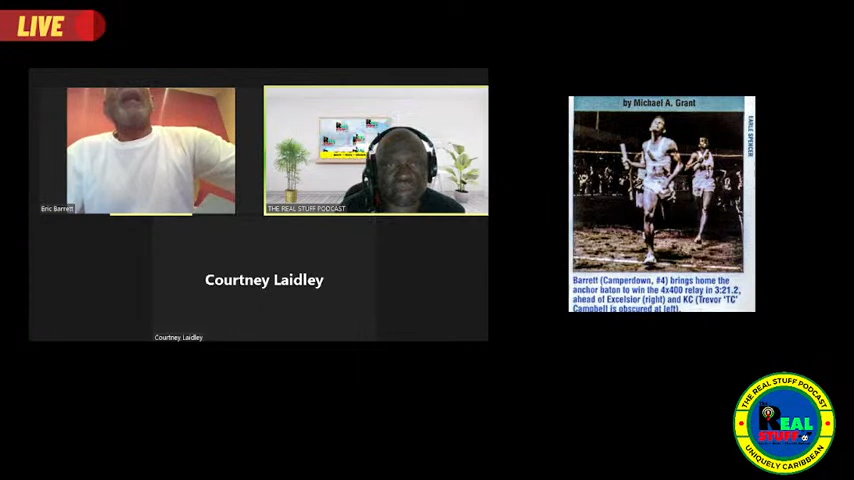 LIVE
by Michael A. Grant
EARLE SPENCER
Eric Barrett
THE REAL STUFF PODCAST
Courtney Laidley
Courtney Laidley
Barrett (Camperdown, #4) brings home the
anchor baton to win the 4x400 relay in 3:21.2,
ahead of Excelsior (right) and KC (Trevor 'TC'
Campbell is obscured at left).
THE REAL STUFF PODCAST
The
REAL
STUFF
UNIQUELY CARIBBEAN